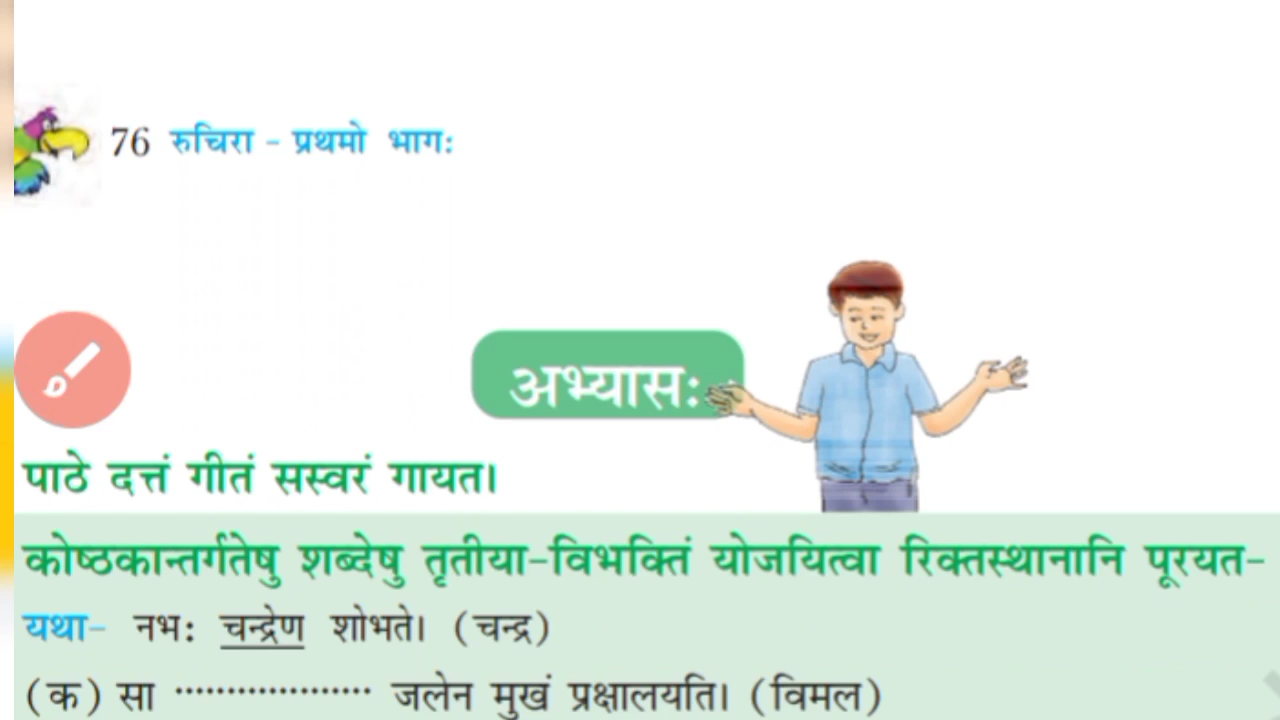 76 रुचिरा - प्रथमो भागः
अभ्यासः
पाठे दत्तं गीतं सस्वरं गायत।
कोष्ठकान्तर्गतेषु शब्देषु तृतीया-विभक्तिं योजयित्वा रिक्तस्थानानि पूरयत-
यथा- नभः चन्द्रेण शोभते। (चन्द्र)
(क) सा ................... जलेन मुखं प्रक्षालयति। (विमल)